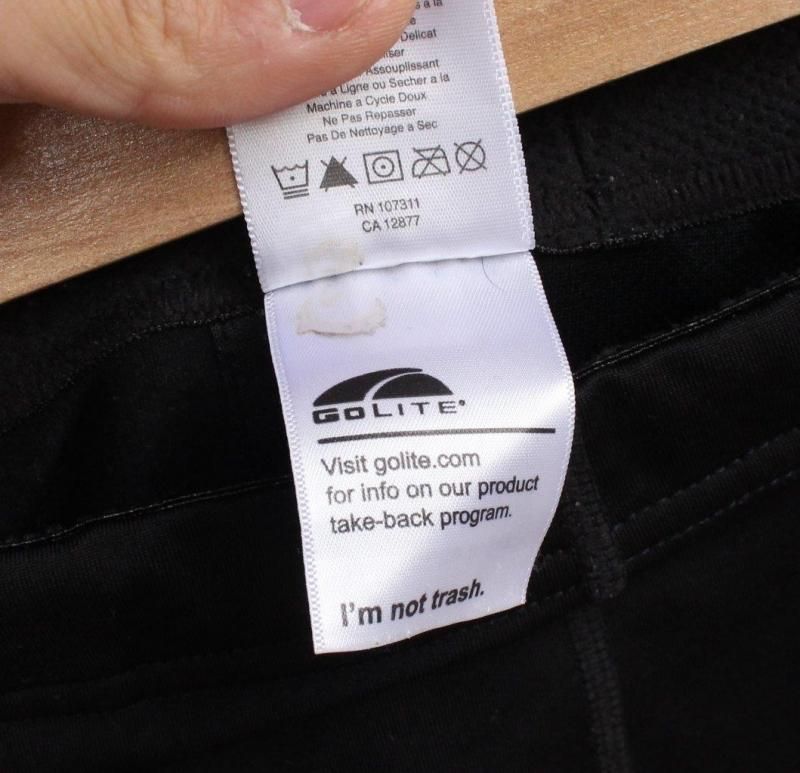 a la
Delicat
Assouplissant
a Ligne ou Secher a la
Machine a Cycle Doux
Ne Pas Repasser
Pas De Nettoyage a Sec
RN 107311
CA 12877
GOLITE
Visit golite.com
for info on our product
take-back program.
I'm not trash.